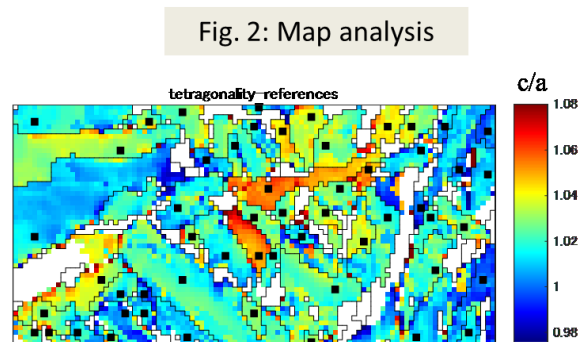 Fig. 2: Map analysis
tetragonality references
c/a
1.08
1.06
1.04
1.02
1
0.98